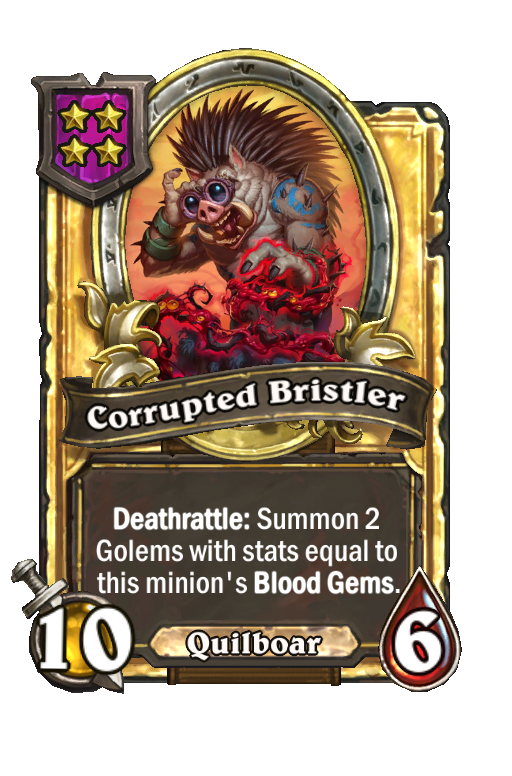 Corrupted Bristler
Deathrattle: Summon 2
Golems with stats equal to
this minion's Blood Gems.
10
Quilboar
6